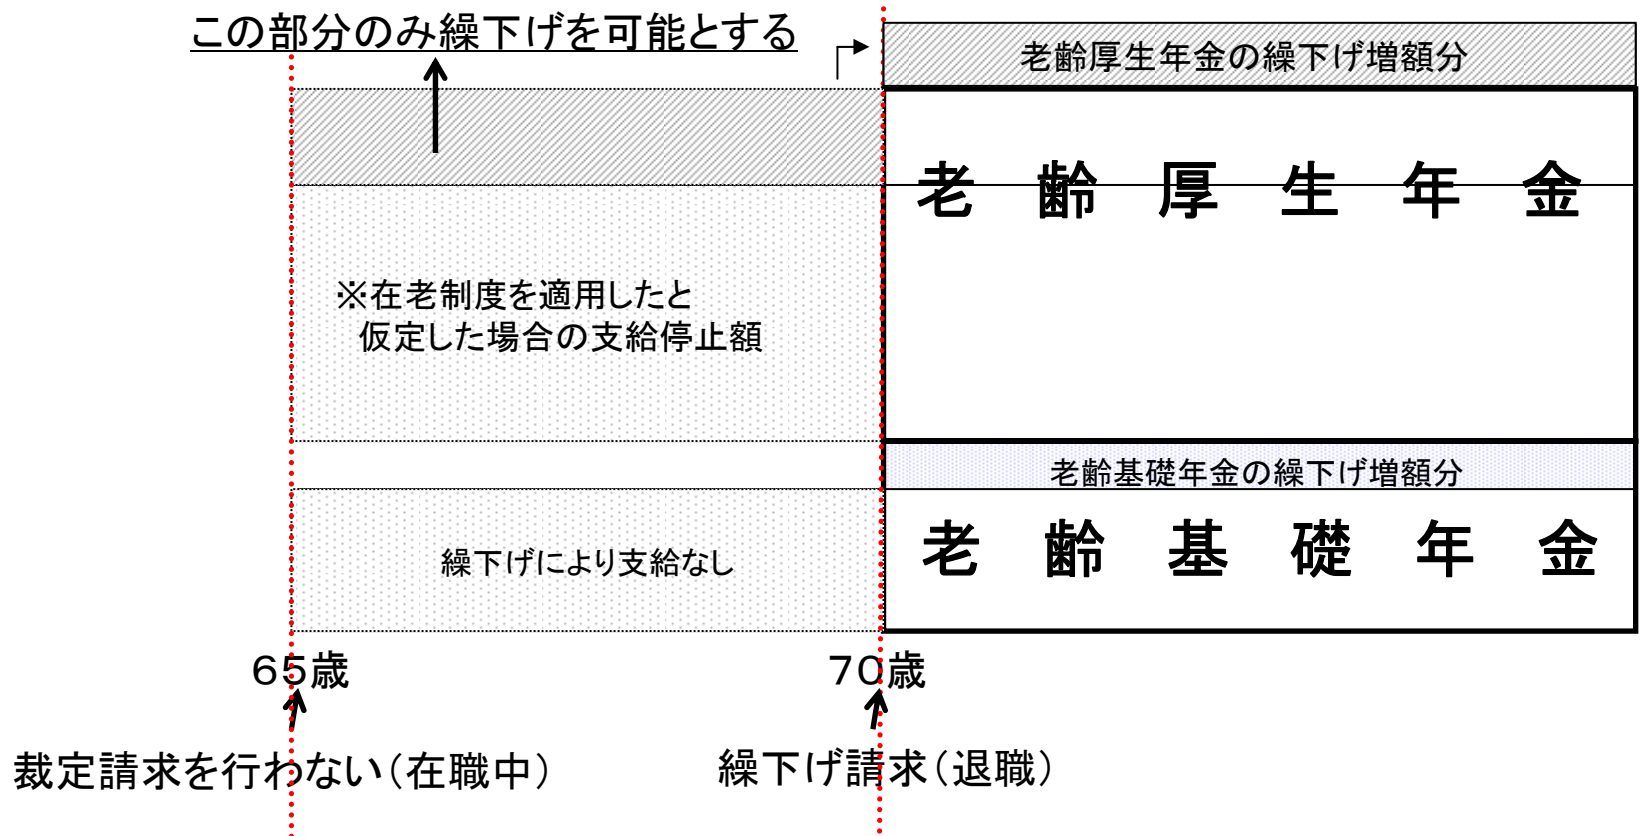 この部分のみ繰下げを可能とする
老齢厚生年金の繰下げ増額分
老齢厚生年金
※在老制度を適用したと
仮定した場合の支給停止額
老齢基礎年金の繰下げ増額分
繰下げにより支給なし
老齢基礎年金
65歳
70歳
裁定請求を行わない(在職中)
繰下げ請求(退職)